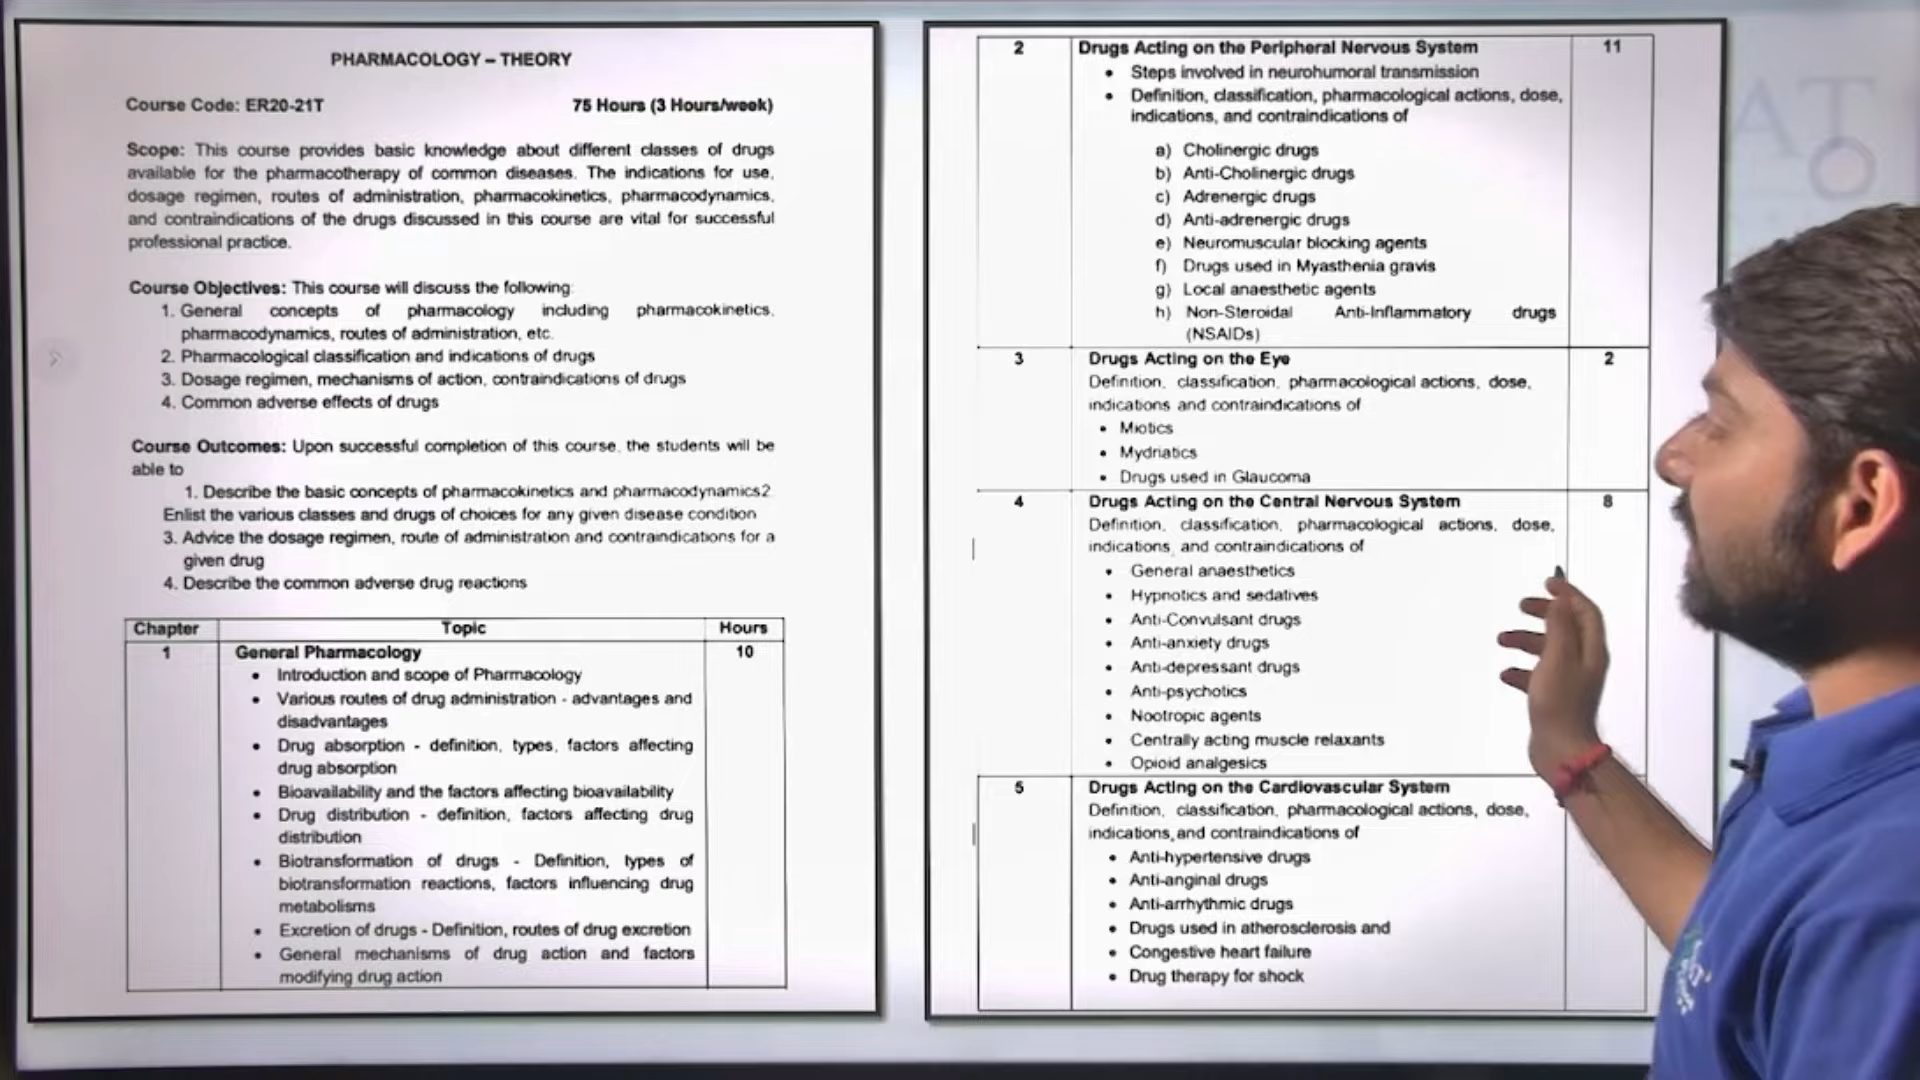 PHARMACOLOGY – THEORY
Course Code: ER20-21T 75 Hours (3 Hours/week)
Scope: This course provides basic knowledge about different classes of drugs
available for the pharmacotherapy of common diseases. The indications for use,
dosage regimen, routes of administration, pharmacokinetics, pharmacodynamics,
and contraindications of the drugs discussed in this course are vital for successful
professional practice.
Course Objectives: This course will discuss the following:
1. General concepts of pharmacology including pharmacokinetics,
pharmacodynamics, routes of administration, etc.
2. Pharmacological classification and indications of drugs
3. Dosage regimen, mechanisms of action, contraindications of drugs
4. Common adverse effects of drugs
Course Outcomes: Upon successful completion of this course, the students will be
able to
1. Describe the basic concepts of pharmacokinetics and pharmacodynamics2.
Enlist the various classes and drugs of choices for any given disease condition
3. Advice the dosage regimen, route of administration and contraindications for a
given drug
4. Describe the common adverse drug reactions
Chapter Topic Hours
1 General Pharmacology 10
• Introduction and scope of Pharmacology
• Various routes of drug administration - advantages and
disadvantages
• Drug absorption - definition, types, factors affecting
drug absorption
• Bioavailability and the factors affecting bioavailability
• Drug distribution - definition, factors affecting drug
distribution
• Biotransformation of drugs - Definition, types of
biotransformation reactions, factors influencing drug
metabolisms
• Excretion of drugs - Definition, routes of drug excretion
• General mechanisms of drug action and factors
modifying drug action
2 Drugs Acting on the Peripheral Nervous System 11
• Steps involved in neurohumoral transmission
• Definition, classification, pharmacological actions, dose,
indications, and contraindications of
a) Cholinergic drugs
b) Anti-Cholinergic drugs
c) Adrenergic drugs
d) Anti-adrenergic drugs
e) Neuromuscular blocking agents
f) Drugs used in Myasthenia gravis
g) Local anaesthetic agents
h) Non-Steroidal Anti-Inflammatory drugs
(NSAIDs)
3 Drugs Acting on the Eye 2
Definition, classification, pharmacological actions, dose,
indications and contraindications of
• Miotics
• Mydriatics
• Drugs used in Glaucoma
4 Drugs Acting on the Central Nervous System 8
Definition, classification, pharmacological actions, dose,
indications, and contraindications of
• General anaesthetics
• Hypnotics and sedatives
• Anti-Convulsant drugs
• Anti-anxiety drugs
• Anti-depressant drugs
• Anti-psychotics
• Nootropic agents
• Centrally acting muscle relaxants
• Opioid analgesics
5 Drugs Acting on the Cardiovascular System
Definition, classification, pharmacological actions, dose,
indications, and contraindications of
• Anti-hypertensive drugs
• Anti-anginal drugs
• Anti-arrhythmic drugs
• Drugs used in atherosclerosis and
• Congestive heart failure
• Drug therapy for shock